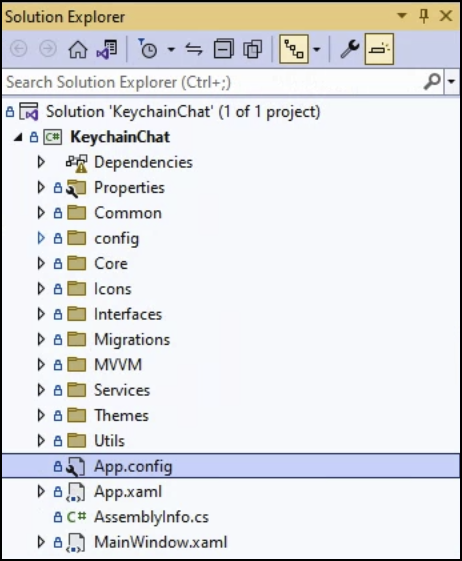 Solution Explorer
Search Solution Explorer (Ctrl+;)
Solution 'KeychainChat' (1 of 1 project)
C# KeychainChat
Dependencies
Properties
Common
config
Core
Icons
Interfaces
Migrations
MVVM
Services
Themes
Utils
App.config
App.xaml
C# AssemblyInfo.cs
MainWindow.xaml